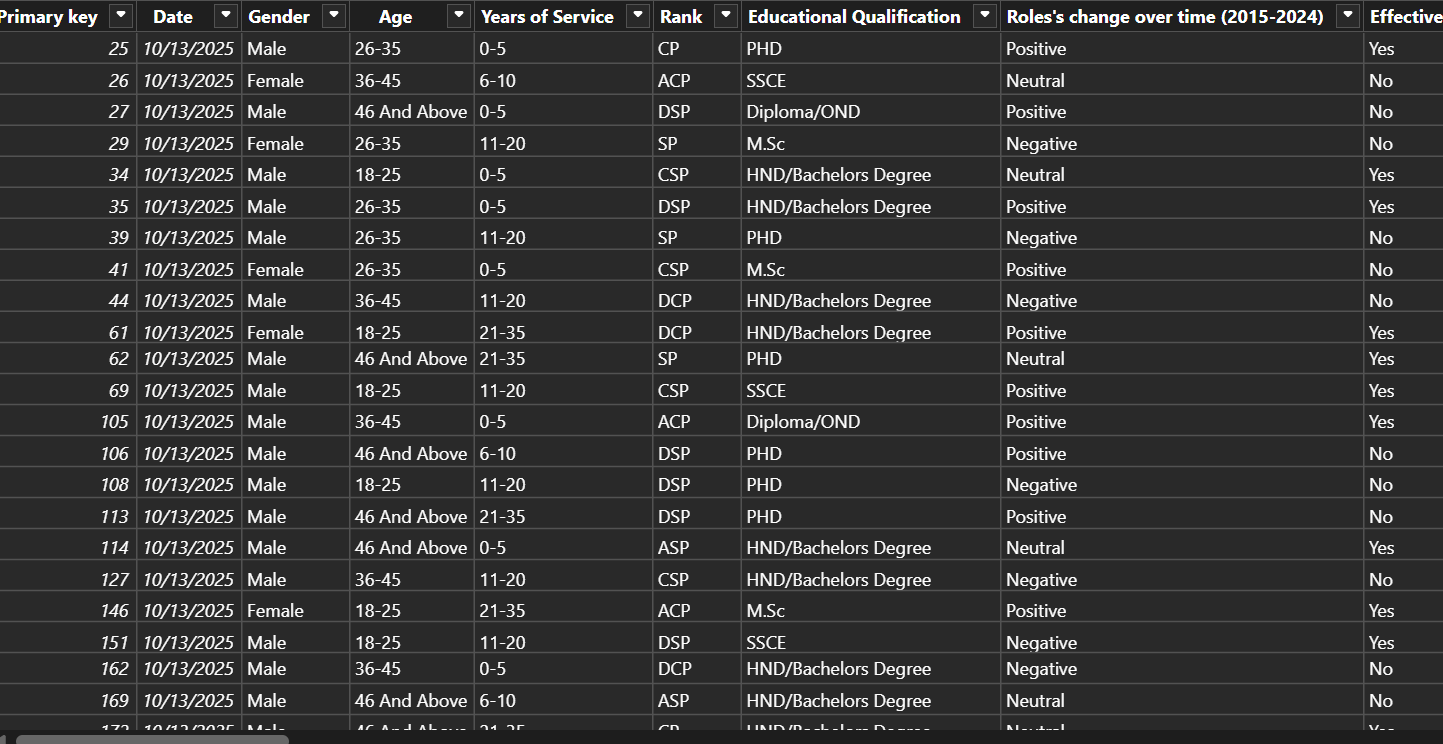 Primary key Date Gender Age Years of Service Rank Educational Qualification Roles's change over time (2015-2024) Effective
25 10/13/2025 Male 26-35 0-5 CP PHD Positive Yes
26 10/13/2025 Female 36-45 6-10 ACP SSCE Neutral No
27 10/13/2025 Male 46 And Above 0-5 DSP Diploma/OND Positive No
29 10/13/2025 Female 26-35 11-20 SP M.Sc Negative No
34 10/13/2025 Male 18-25 0-5 CSP HND/Bachelors Degree Neutral Yes
35 10/13/2025 Male 26-35 0-5 DSP HND/Bachelors Degree Positive Yes
39 10/13/2025 Male 26-35 11-20 SP PHD Negative No
41 10/13/2025 Female 26-35 0-5 CSP M.Sc Positive No
44 10/13/2025 Male 36-45 11-20 DCP HND/Bachelors Degree Negative No
61 10/13/2025 Female 18-25 21-35 DCP HND/Bachelors Degree Positive Yes
62 10/13/2025 Male 46 And Above 21-35 SP PHD Neutral Yes
69 10/13/2025 Male 18-25 11-20 CSP SSCE Positive Yes
105 10/13/2025 Male 36-45 0-5 ACP Diploma/OND Positive Yes
106 10/13/2025 Male 46 And Above 6-10 DSP PHD Positive No
108 10/13/2025 Male 18-25 11-20 DSP PHD Negative No
113 10/13/2025 Male 46 And Above 21-35 DSP PHD Positive No
114 10/13/2025 Male 46 And Above 0-5 ASP HND/Bachelors Degree Neutral Yes
127 10/13/2025 Male 36-45 11-20 CSP HND/Bachelors Degree Negative No
146 10/13/2025 Female 18-25 21-35 ACP M.Sc Positive Yes
151 10/13/2025 Male 18-25 11-20 DSP SSCE Negative Yes
162 10/13/2025 Male 36-45 0-5 DCP HND/Bachelors Degree Negative No
169 10/13/2025 Male 46 And Above 6-10 ASP HND/Bachelors Degree Neutral No
10/13/2025 Male 46 And Above 21-35 HND/Bachelors Degree Neutral Yes